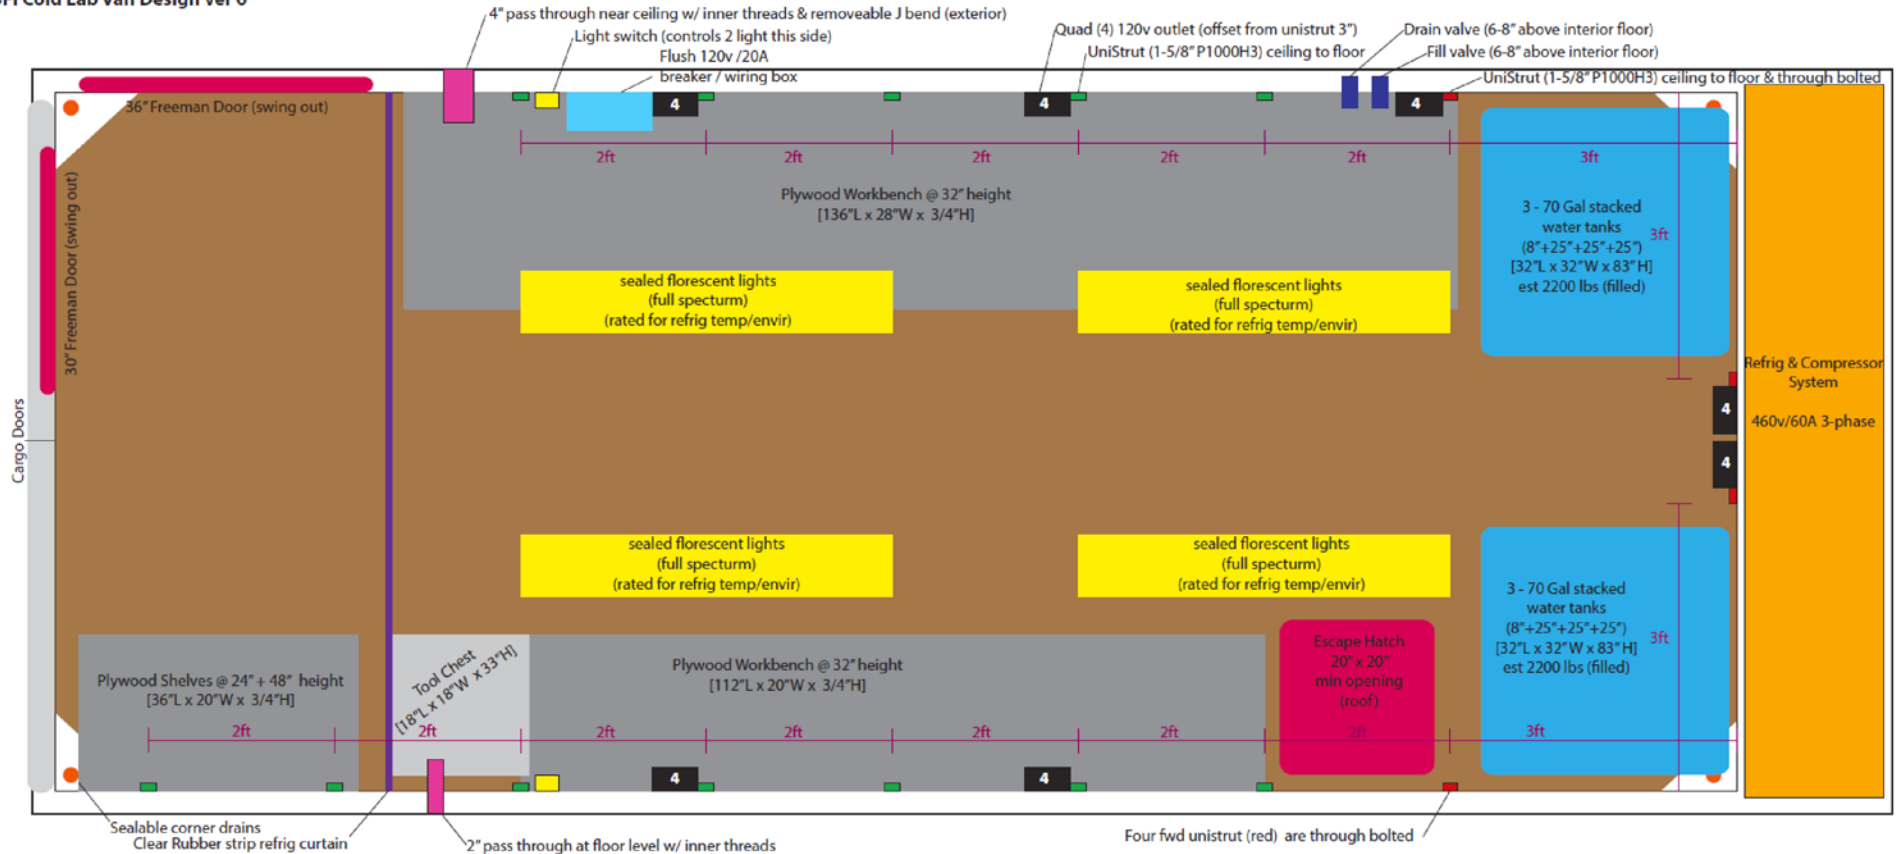 Cold Lab Van Design ver 6
4" pass through near ceiling w/ inner threads & removeable J bend (exterior)
Light switch (controls 2 light this side)
Flush 120v /20A
breaker / wiring box
Quad (4) 120v outlet (offset from unistrut 3")
UniStrut (1-5/8" P1000H3) ceiling to floor
Drain valve (6-8" above interior floor)
Fill valve (6-8" above interior floor)
UniStrut (1-5/8" P1000H3) ceiling to floor & through bolted
36" Freeman Door (swing out)
30" Freeman Door (swing out)
Cargo Doors
4
4
4
2ft
2ft
2ft
2ft
2ft
3ft
Plywood Workbench @ 32" height
[136"L x 28"W x 3/4"H]
3 - 70 Gal stacked
water tanks
(8"+25"+25"+25")
[32"L x 32"W x 83" H]
est 2200 lbs (filled)
3ft
sealed florescent lights
(full specturm)
(rated for refrig temp/envir)
sealed florescent lights
(full specturm)
(rated for refrig temp/envir)
Refrig & Compressor
System
460v/60A 3-phase
4
4
sealed florescent lights
(full specturm)
(rated for refrig temp/envir)
sealed florescent lights
(full specturm)
(rated for refrig temp/envir)
3 - 70 Gal stacked
water tanks
(8"+25"+25"+25")
[32"L x 32"W x 83" H]
est 2200 lbs (filled)
3ft
Plywood Shelves @ 24" + 48" height
[36"L x 20"W x 3/4"H]
Tool Chest
[18"L x 18"W x 33"H]
Plywood Workbench @ 32" height
[112"L x 20"W x 3/4"H]
Escape Hatch
20" x 20"
min opening
(roof)
2ft
2ft
2ft
2ft
2ft
2ft
2ft
3ft
4
4
Sealable corner drains
Clear Rubber strip refrig curtain
2" pass through at floor level w/ inner threads
Four fwd unistrut (red) are through bolted